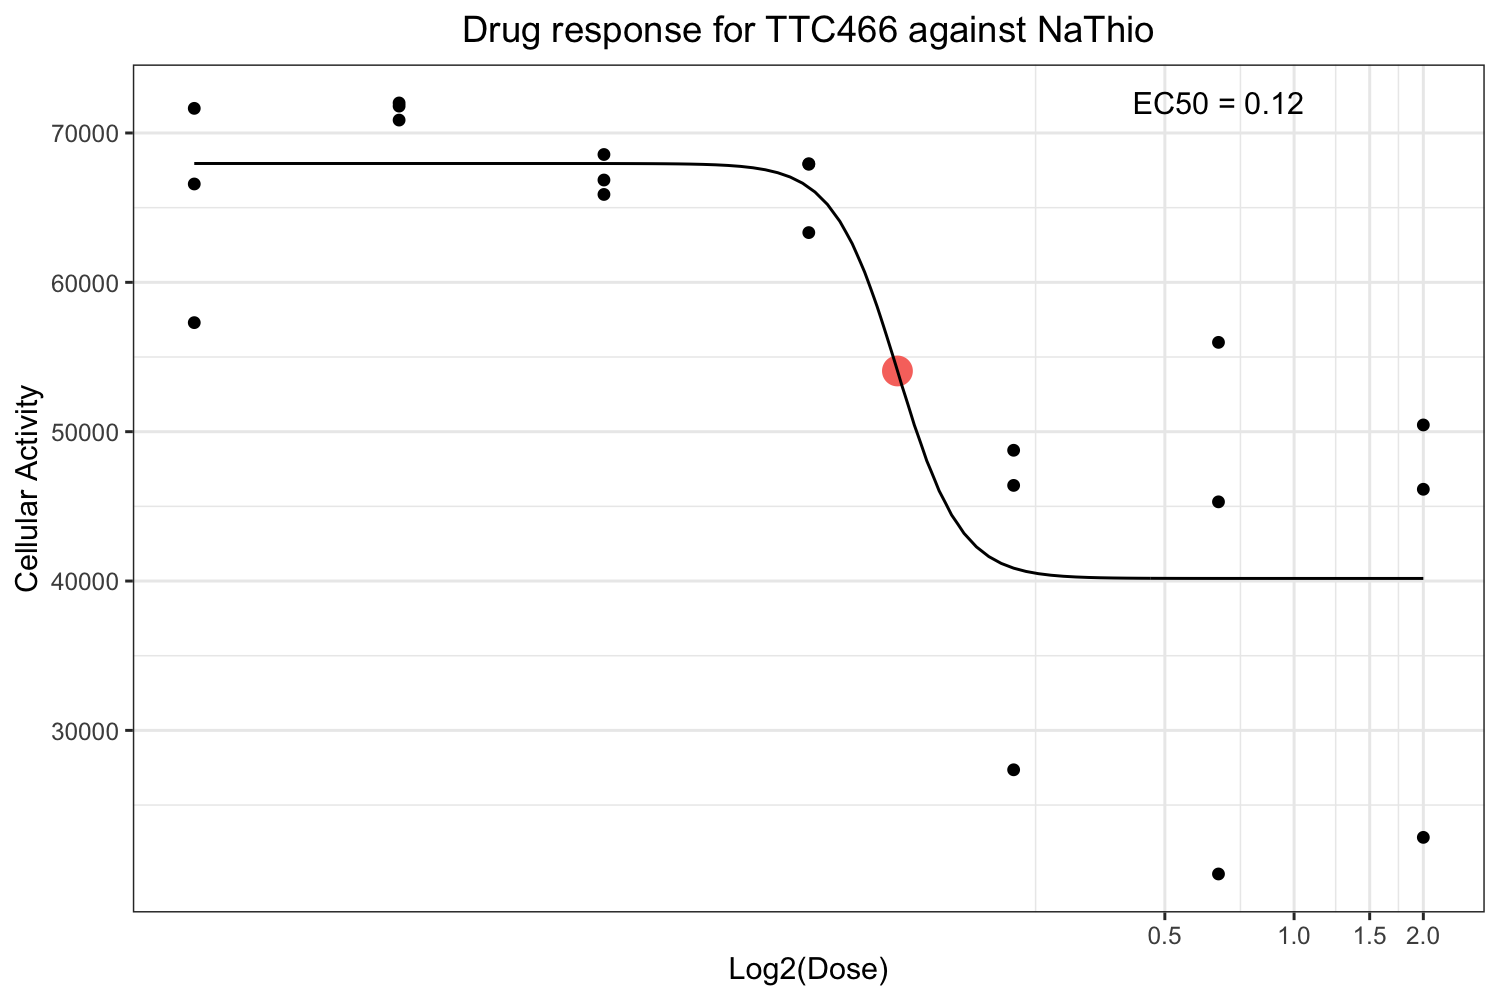 Drug response for TTC466 against NaThio
EC50 = 0.12
Cellular Activity
70000
60000
50000
40000
30000
0.5 1.0 1.5 2.0
Log2(Dose)